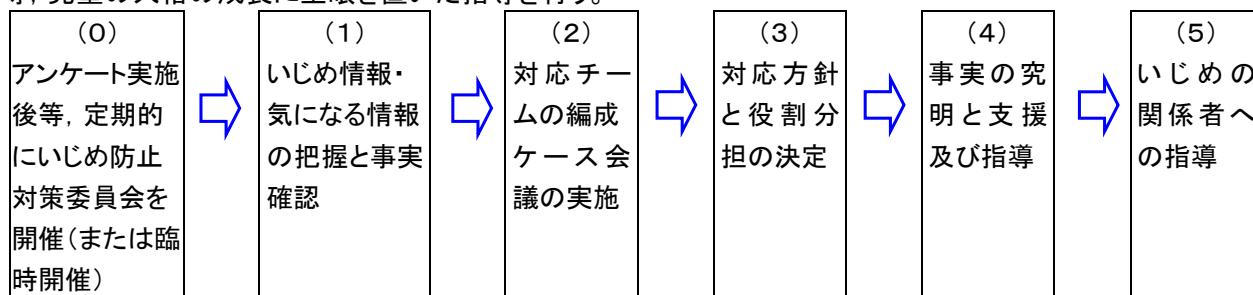 児童の人格の成長に主眼を置いた指導を行う。
(0)
アンケート実施
後等,定期的
にいじめ防止
対策委員会を
開催(または臨
時開催)
(1)
いじめ情報・
気になる情報
の把握と事実
確認
(2)
対応チー
ムの編成
ケース会
議の実施
(3)
対応方針
と役割分
担の決定
(4)
事実の究
明と支援
及び指導
(5)
いじめの
関係者へ
の指導